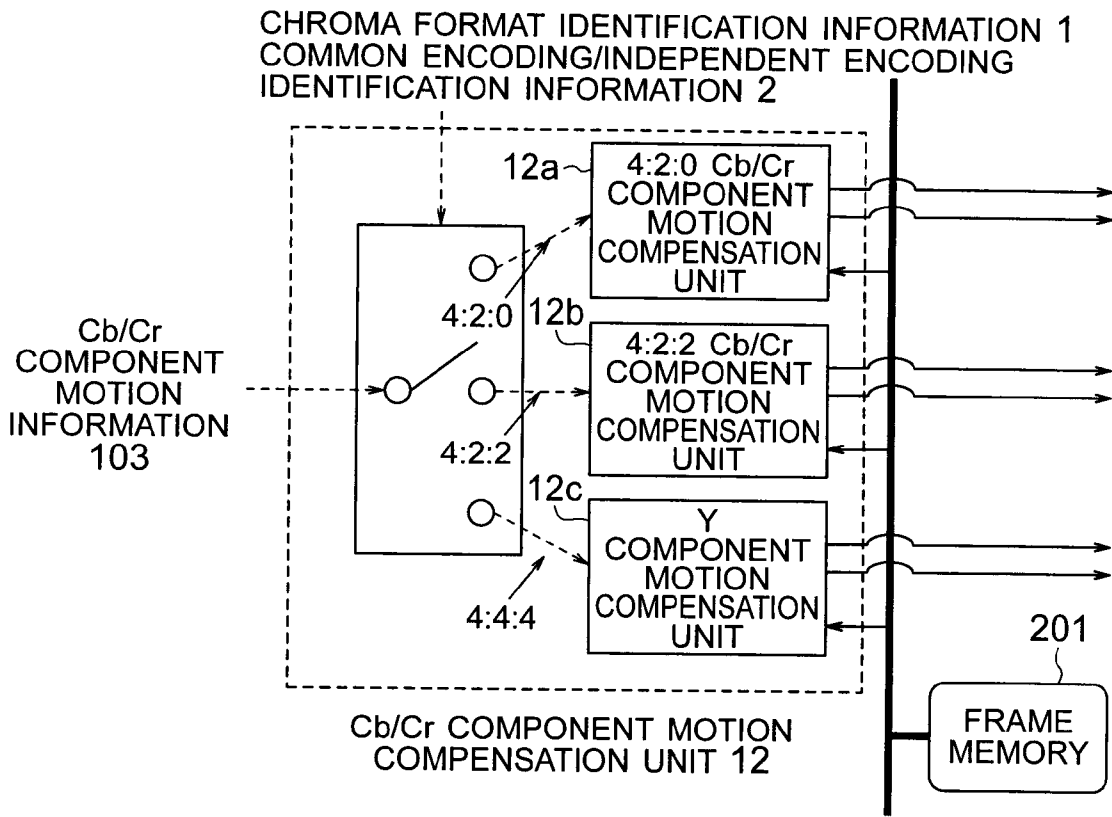 CHROMA FORMAT IDENTIFICATION INFORMATION 1
COMMON ENCODING/INDEPENDENT ENCODING
IDENTIFICATION INFORMATION 2
12a
4:2:0 Cb/Cr
COMPONENT
MOTION
COMPENSATION
UNIT
4:2:0
Cb/Cr
COMPONENT
MOTION
INFORMATION
103
12b
4:2:2 Cb/Cr
COMPONENT
MOTION
COMPENSATION
UNIT
4:2:2
12c
Y
COMPONENT
MOTION
COMPENSATION
UNIT
4:4:4
201
FRAME
MEMORY
Cb/Cr COMPONENT MOTION
COMPENSATION UNIT 12